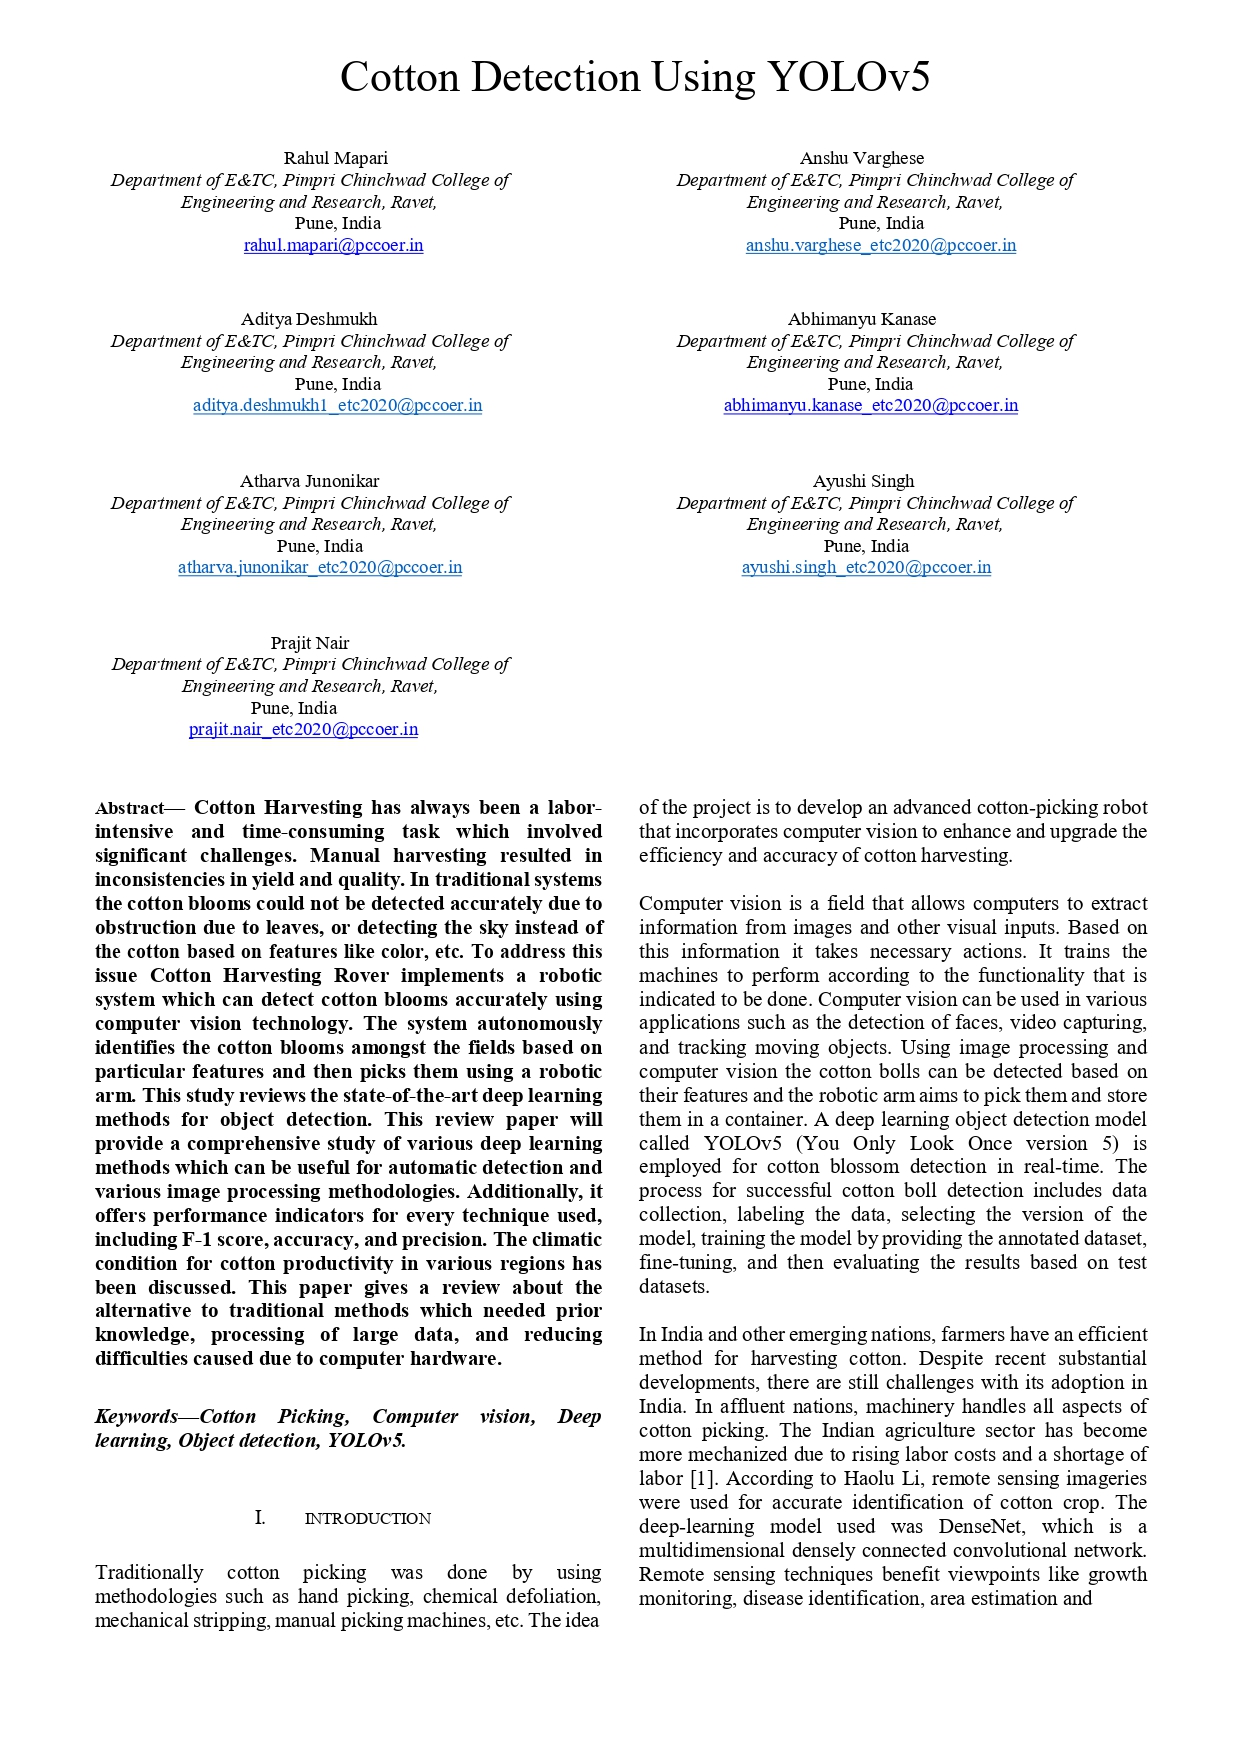 Cotton Detection Using YOLOv5
Rahul Mapari
Department of E&TC, Pimpri Chinchwad College of
Engineering and Research, Ravet,
Pune, India
rahul.mapari@pccoer.in
Anshu Varghese
Department of E&TC, Pimpri Chinchwad College of
Engineering and Research, Ravet,
Pune, India
anshu.varghese_etc2020@pccoer.in
Aditya Deshmukh
Department of E&TC, Pimpri Chinchwad College of
Engineering and Research, Ravet,
Pune, India
aditya.deshmukh1_etc2020@pccoer.in
Abhimanyu Kanase
Department of E&TC, Pimpri Chinchwad College of
Engineering and Research, Ravet,
Pune, India
abhimanyu.kanase_etc2020@pccoer.in
Atharva Junonikar
Department of E&TC, Pimpri Chinchwad College of
Engineering and Research, Ravet,
Pune, India
atharva.junonikar_etc2020@pccoer.in
Ayushi Singh
Department of E&TC, Pimpri Chinchwad College of
Engineering and Research, Ravet,
Pune, India
ayushi.singh_etc2020@pccoer.in
Prajit Nair
Department of E&TC, Pimpri Chinchwad College of
Engineering and Research, Ravet,
Pune, India
prajit.nair_etc2020@pccoer.in
Abstract— Cotton Harvesting has always been a labor-
intensive and time-consuming task which involved
significant challenges. Manual harvesting resulted in
inconsistencies in yield and quality. In traditional systems
the cotton blooms could not be detected accurately due to
obstruction due to leaves, or detecting the sky instead of
the cotton based on features like color, etc. To address this
issue Cotton Harvesting Rover implements a robotic
system which can detect cotton blooms accurately using
computer vision technology. The system autonomously
identifies the cotton blooms amongst the fields based on
particular features and then picks them using a robotic
arm. This study reviews the state-of-the-art deep learning
methods for object detection. This review paper will
provide a comprehensive study of various deep learning
methods which can be useful for automatic detection and
various image processing methodologies. Additionally, it
offers performance indicators for every technique used,
including F-1 score, accuracy, and precision. The climatic
condition for cotton productivity in various regions has
been discussed. This paper gives a review about the
alternative to traditional methods which needed prior
knowledge, processing of large data, and reducing
difficulties caused due to computer hardware.
Keywords—Cotton Picking, Computer vision, Deep
learning, Object detection, YOLOv5.
I. INTRODUCTION
Traditionally cotton picking was done by using
methodologies such as hand picking, chemical defoliation,
mechanical stripping, manual picking machines, etc. The idea
of the project is to develop an advanced cotton-picking robot
that incorporates computer vision to enhance and upgrade the
efficiency and accuracy of cotton harvesting.
Computer vision is a field that allows computers to extract
information from images and other visual inputs. Based on
this information it takes necessary actions. It trains the
machines to perform according to the functionality that is
indicated to be done. Computer vision can be used in various
applications such as the detection of faces, video capturing,
and tracking moving objects. Using image processing and
computer vision the cotton bolls can be detected based on
their features and the robotic arm aims to pick them and store
them in a container. A deep learning object detection model
called YOLOv5 (You Only Look Once version 5) is
employed for cotton blossom detection in real-time. The
process for successful cotton boll detection includes data
collection, labeling the data, selecting the version of the
model, training the model by providing the annotated dataset,
fine-tuning, and then evaluating the results based on test
datasets.
In India and other emerging nations, farmers have an efficient
method for harvesting cotton. Despite recent substantial
developments, there are still challenges with its adoption in
India. In affluent nations, machinery handles all aspects of
cotton picking. The Indian agriculture sector has become
more mechanized due to rising labor costs and a shortage of
labor [1]. According to Haolu Li, remote sensing imageries
were used for accurate identification of cotton crop. The
deep-learning model used was DenseNet, which is a
multidimensional densely connected convolutional network.
Remote sensing techniques benefit viewpoints like growth
monitoring, disease identification, area estimation and